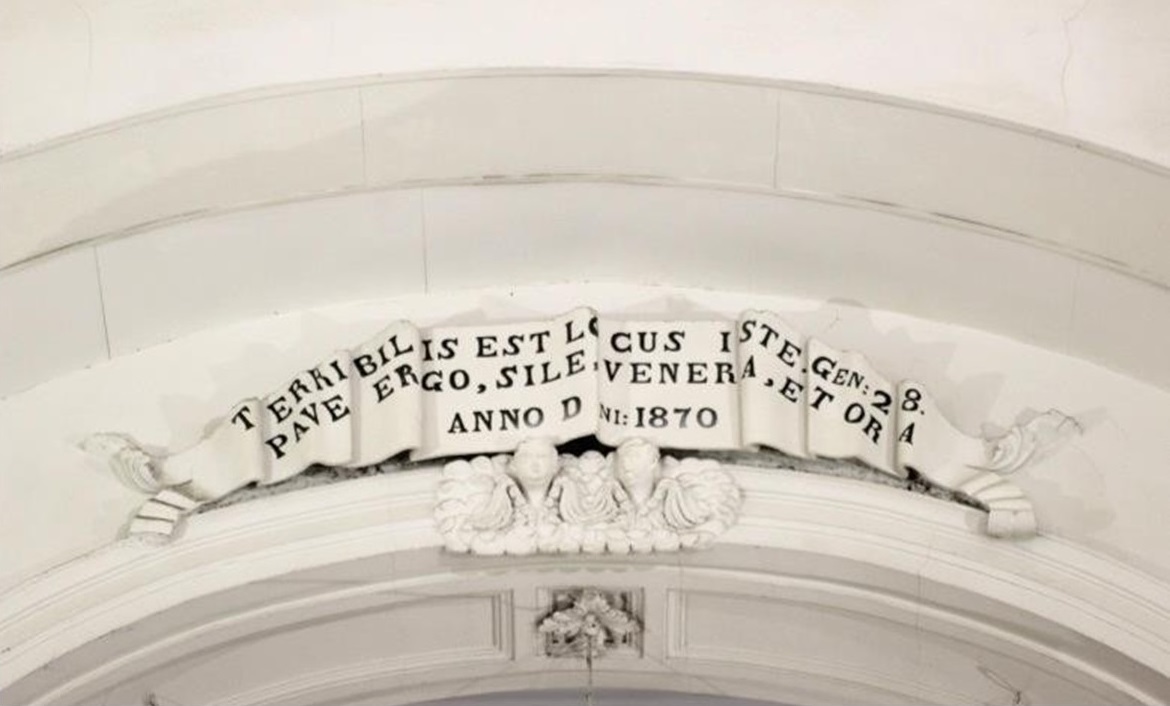 TERRIBILIS EST LOCUS ISTE. GEN: 28.
PAVE ERGO, SILE, VENERA, ET ORA
ANNO DNI: 1870